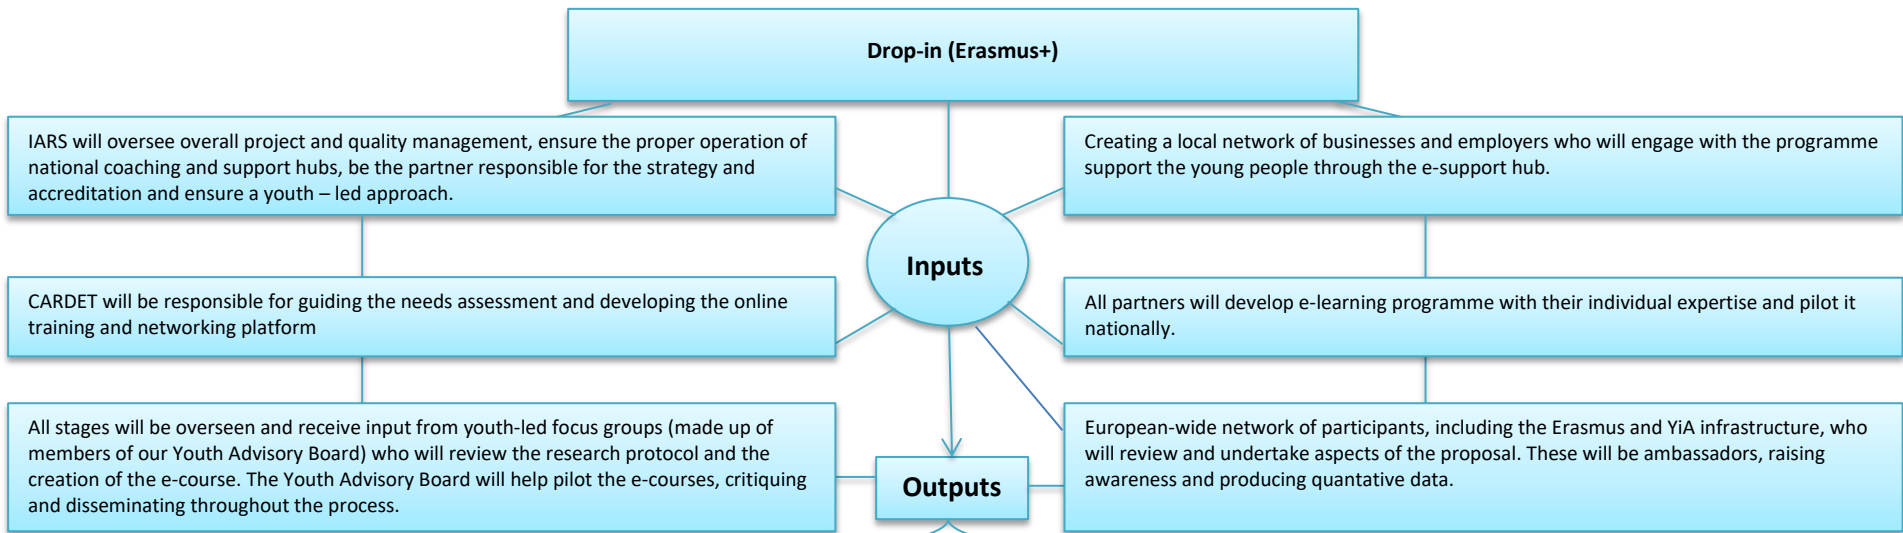 Drop-in (Erasmus+)
IARS will oversee overall project and quality management, ensure the proper operation of
national coaching and support hubs, be the partner responsible for the strategy and
accreditation and ensure a youth – led approach.
Creating a local network of businesses and employers who will engage with the programme
support the young people through the e-support hub.
Inputs
CARDET will be responsible for guiding the needs assessment and developing the online
training and networking platform
All partners will develop e-learning programme with their individual expertise and pilot it
nationally.
All stages will be overseen and receive input from youth-led focus groups (made up of
members of our Youth Advisory Board) who will review the research protocol and the
creation of the e-course. The Youth Advisory Board will help pilot the e-courses, critiquing
and disseminating throughout the process.
Outputs
European-wide network of participants, including the Erasmus and YiA infrastructure, who
will review and undertake aspects of the proposal. These will be ambassadors, raising
awareness and producing quantative data.